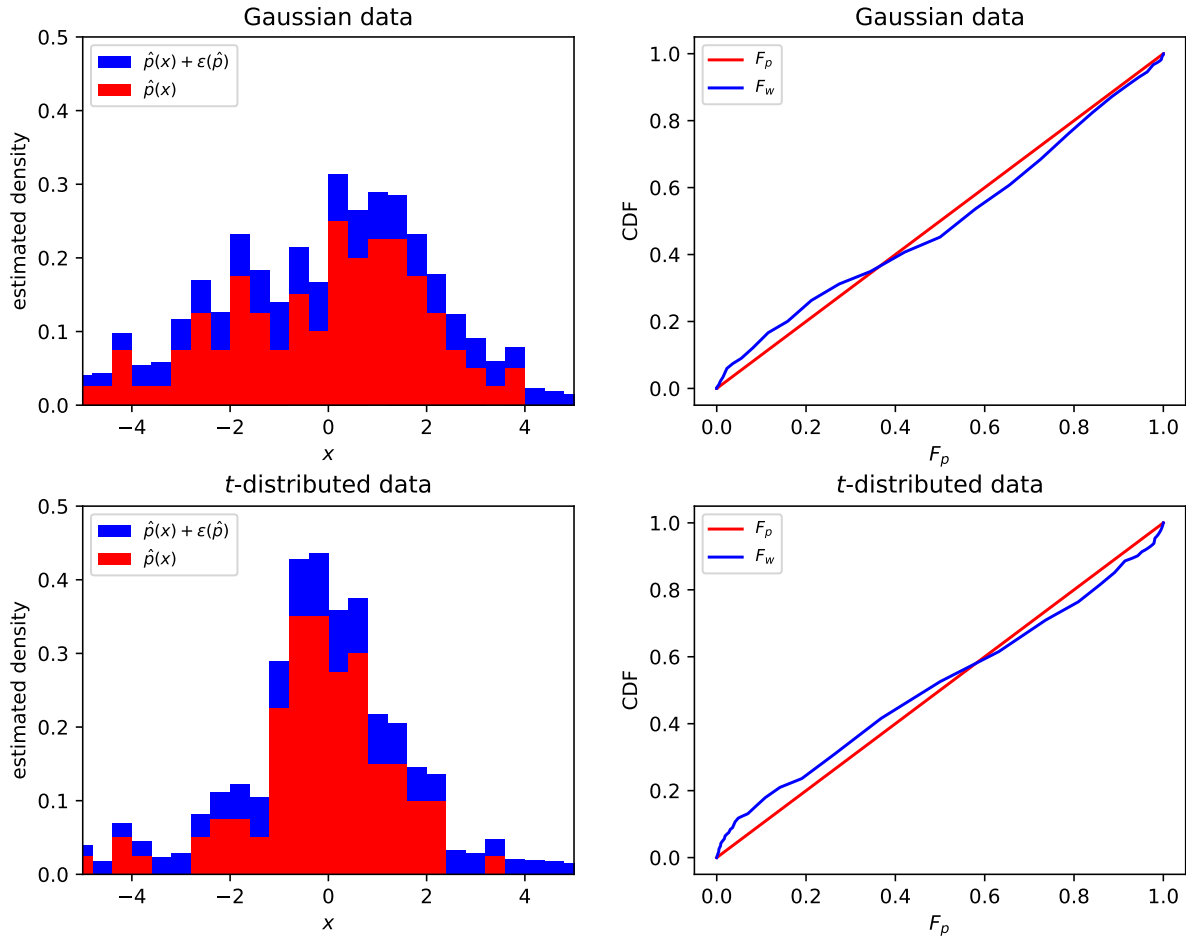 Gaussian data
0.5
0.4
0.3
0.2
0.1
0.0
estimated density
p̂(x) + ε(p̂)
p̂(x)
−4
−2
0
2
4
x
Gaussian data
1.0
0.8
0.6
0.4
0.2
0.0
CDF
F_p
F_w
0.0
0.2
0.4
0.6
0.8
1.0
F_p
t-distributed data
0.5
0.4
0.3
0.2
0.1
0.0
estimated density
p̂(x) + ε(p̂)
p̂(x)
−4
−2
0
2
4
x
t-distributed data
1.0
0.8
0.6
0.4
0.2
0.0
CDF
F_p
F_w
0.0
0.2
0.4
0.6
0.8
1.0
F_p